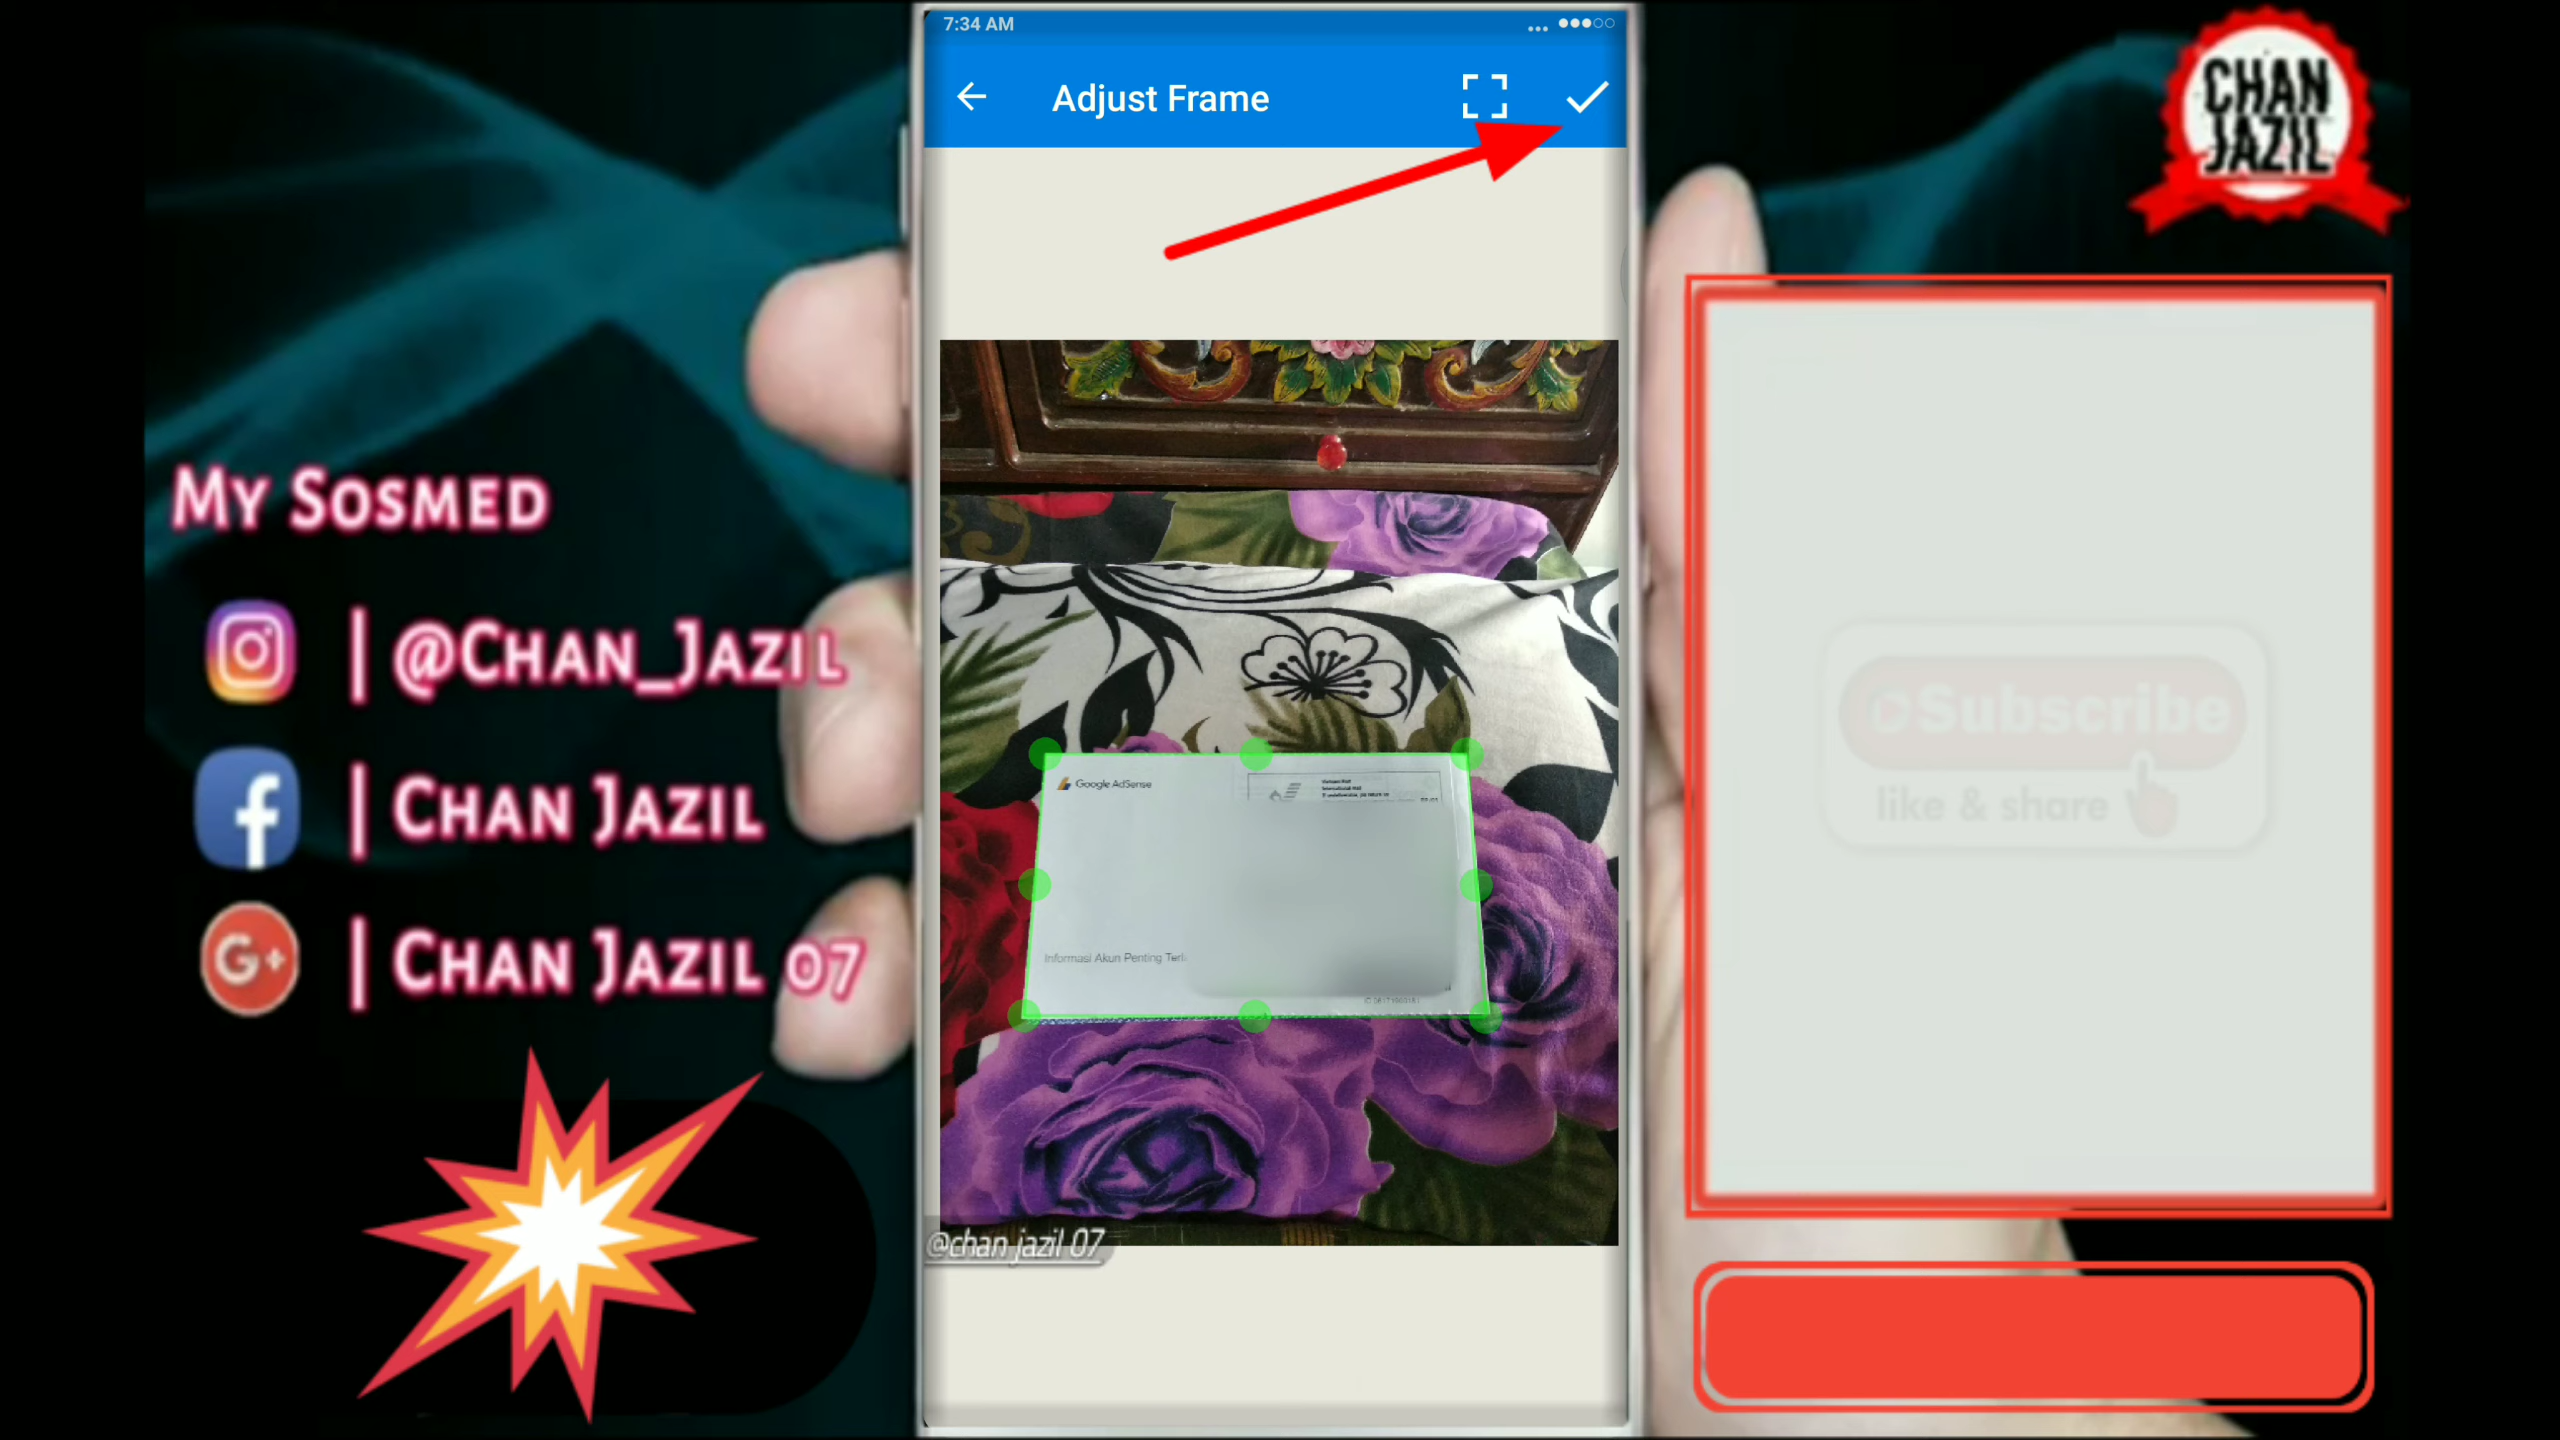 7:34 AM
Adjust Frame
CHAN
JAZIL
My Sosmed
| @Chan_Jazil
| Chan Jazil
G+ | Chan Jazil 07
Google AdSense
Informasi Akun Penting
Subscribe
like & share
@chan jazil 07